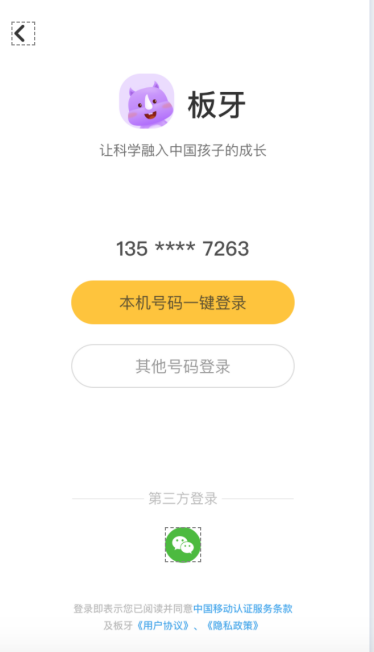 板牙
让科学融入中国孩子的成长
135 **** 7263
本机号码一键登录
其他号码登录
第三方登录
登录即表示您已阅读并同意中国移动认证服务条款
及板牙《用户协议》、《隐私政策》